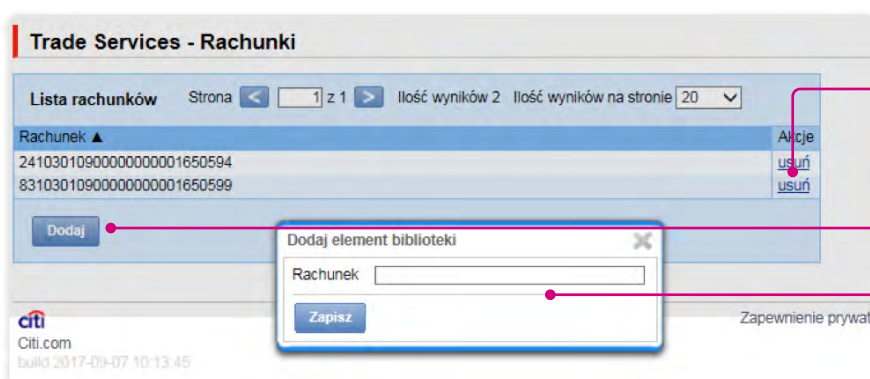 Trade Services - Rachunki
Lista rachunków Strona < 1 z 1 > Ilość wyników 2 Ilość wyników na stronie 20
Rachunek ▲ Akcje
24103010900000000001650594 usuń
83103010900000000001650599 usuń
Dodaj
Dodaj element biblioteki
Rachunek
Zapisz
citi
Zapewnienie prywat
Citi.com
build 2017-09-07 10:13:45